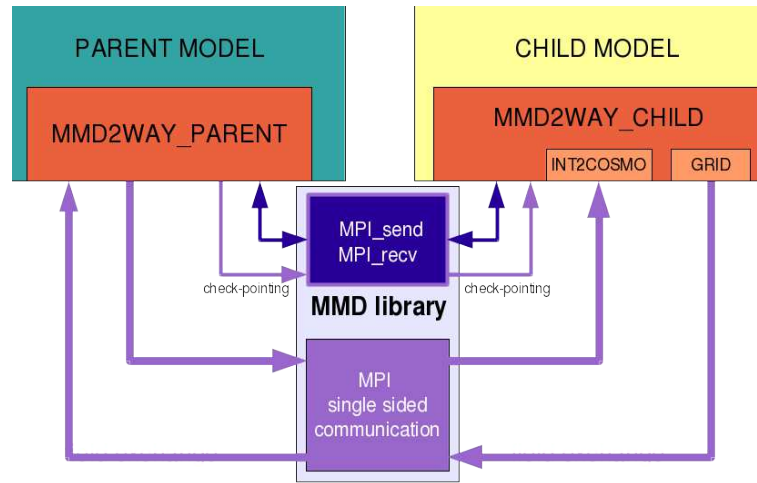 PARENT MODEL
CHILD MODEL
MMD2WAY_PARENT
MMD2WAY_CHILD
INT2COSMO
GRID
MPI_send
MPI_recv
check-pointing
check-pointing
MMD library
MPI
single sided
communication